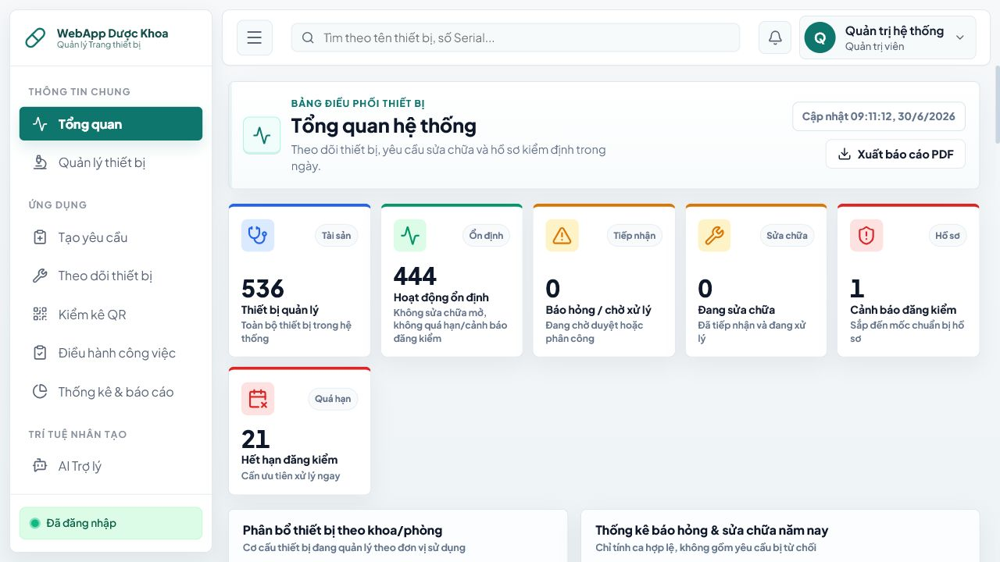 WebApp Dược Khoa
Quản lý Trang thiết bị
THÔNG TIN CHUNG
Tổng quan
Quản lý thiết bị
ỨNG DỤNG
Tạo yêu cầu
Theo dõi thiết bị
Kiểm kê QR
Điều hành công việc
Thống kê & báo cáo
TRÍ TUỆ NHÂN TẠO
AI Trợ lý
Đã đăng nhập
Tìm theo tên thiết bị, số Serial...
Q
Quản trị hệ thống
Quản trị viên
BẢNG ĐIỀU PHỐI THIẾT BỊ
Tổng quan hệ thống
Theo dõi thiết bị, yêu cầu sửa chữa và hồ sơ kiểm định trong
ngày.
Cập nhật 09:11:12, 30/6/2026
Xuất báo cáo PDF
Tài sản
536
Thiết bị quản lý
Toàn bộ thiết bị trong hệ
thống
Ổn định
444
Hoạt động ổn định
Không sửa chữa mở,
không quá hạn/cảnh báo
đăng kiểm
Tiếp nhận
0
Báo hỏng / chờ xử lý
Đang chờ duyệt hoặc
phân công
Sửa chữa
0
Đang sửa chữa
Đã tiếp nhận và đang xử
lý
Hồ sơ
1
Cảnh báo đăng kiểm
Sắp đến mốc chuẩn bị hồ
sơ
Quá hạn
21
Hết hạn đăng kiểm
Cần ưu tiên xử lý ngay
Phân bổ thiết bị theo khoa/phòng
Cơ cấu thiết bị đang quản lý theo đơn vị sử dụng
Thống kê báo hỏng & sửa chữa năm nay
Chỉ tính ca hợp lệ, không gồm yêu cầu bị từ chối